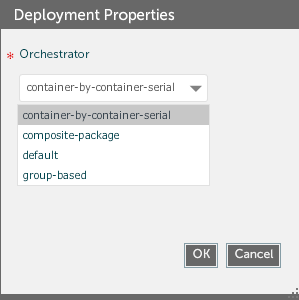 Deployment Properties
* Orchestrator
container-by-container-serial
container-by-container-serial
composite-package
default
group-based
OK Cancel